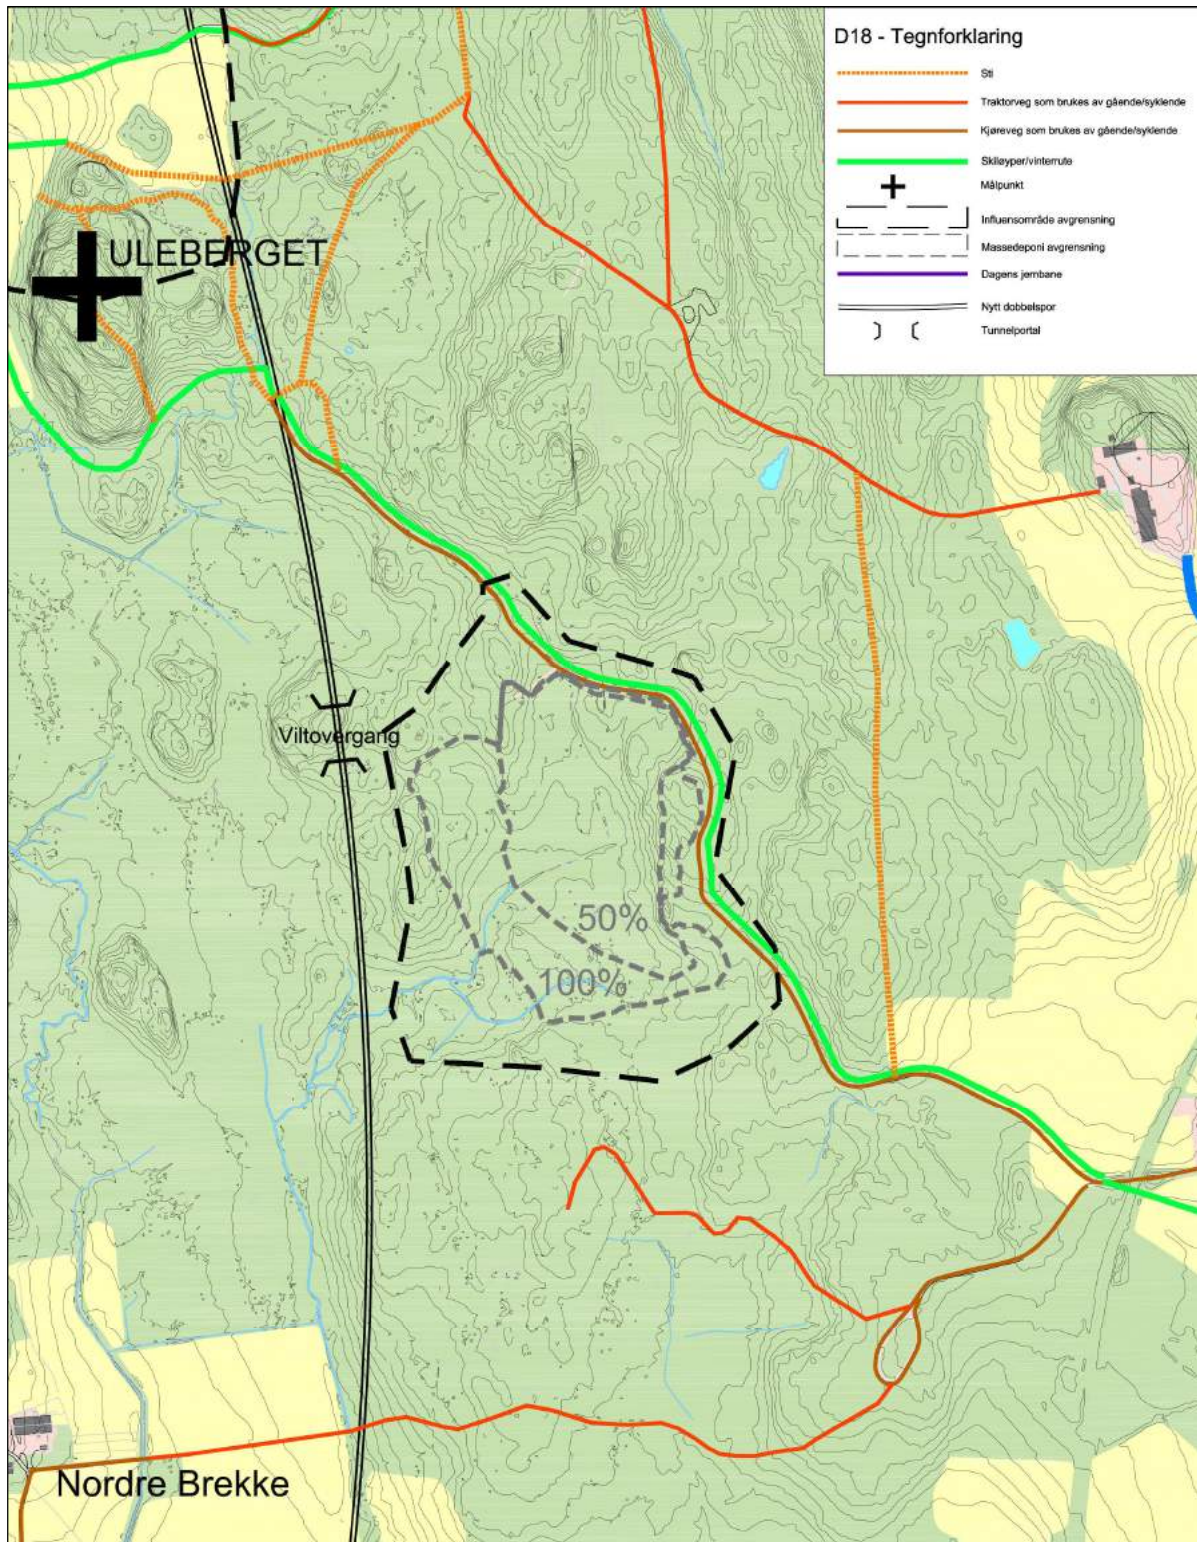 D18 - Tegnforklaring
Sti
Traktorveg som brukes av gående/syklende
Kjøreveg som brukes av gående/syklende
Skiløyper/vinterrute
Målpunkt
Influensområde avgrensning
Massedeponi avgrensning
Dagens jernbane
Nytt dobbelspor
Tunnelportal
ULEBERGET
Viltovergang
50%
100%
Nordre Brekke